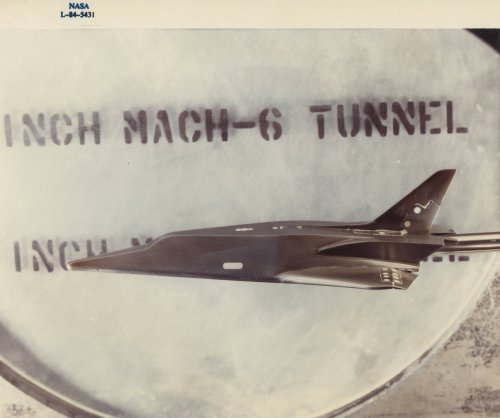 NASA
L-84-5431
INCH MACH-6 TUNNEL
INCH M